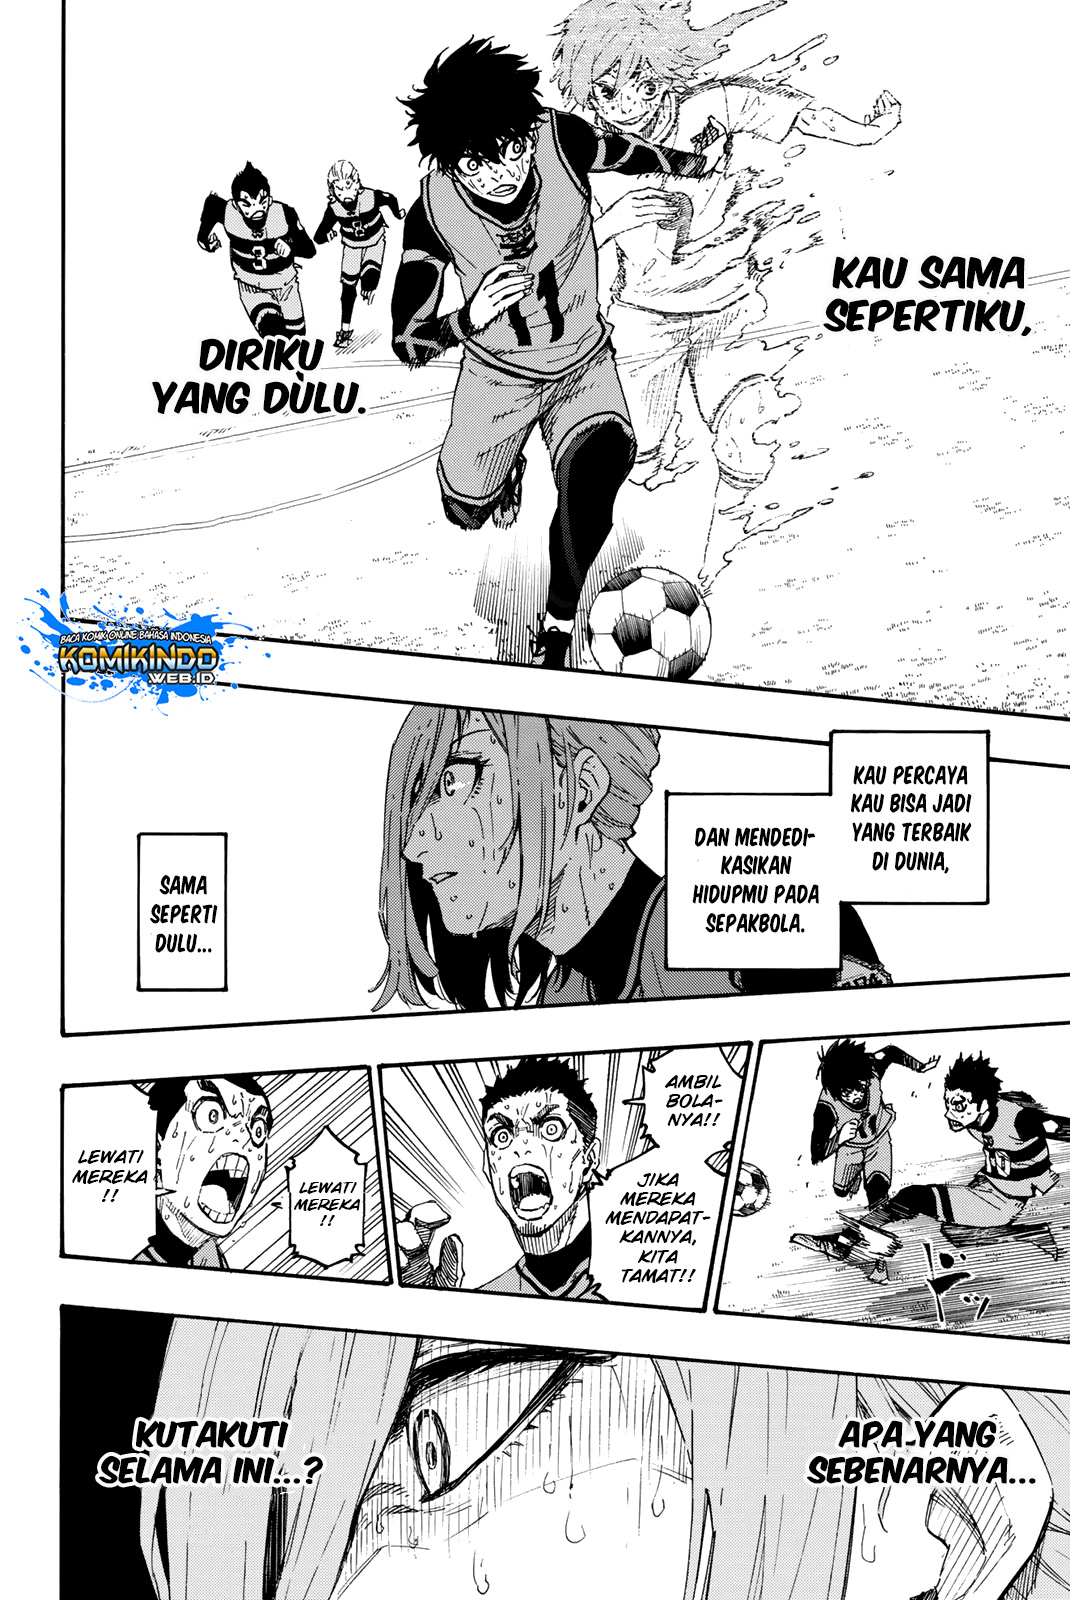 KAU SAMA
SEPERTIKU,
DIRIKU
YANG DULU.
BACA KOMIK ONLINE BAHASA INDONESIA
KOMIKINDO
.WEB.ID
KAU PERCAYA
KAU BISA JADI
YANG TERBAIK
DI DUNIA,
DAN MENDEDI-
KASIKAN
HIDUPMU PADA
SEPAKBOLA.
SAMA
SEPERTI
DULU...
AMBIL
BOLA-
NYA!!
JIKA
MEREKA
MENDAPAT-
KANNYA,
KITA
TAMAT!!
LEWATI
MEREKA
!!
LEWATI
MEREKA
!!
APA YANG
SEBENARNYA...
KUTAKUTI
SELAMA INI...?